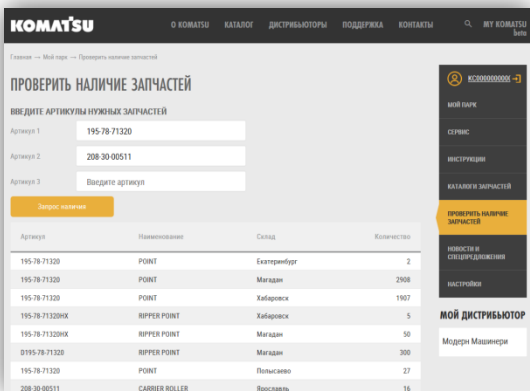 KOMATSU
О KOMATSU КАТАЛОГ ДИСТРИБЬЮТОРЫ ПОДДЕРЖКА КОНТАКТЫ MY KOMATSU
beta
Главная → Мой парк → Проверить наличие запчастей
ПРОВЕРИТЬ НАЛИЧИЕ ЗАПЧАСТЕЙ
ВВЕДИТЕ АРТИКУЛЫ НУЖНЫХ ЗАПЧАСТЕЙ
Артикул 1 195-78-71320
Артикул 2 208-30-00511
Артикул 3 Введите артикул
Запрос наличия
Артикул Наименование Склад Количество
195-78-71320 POINT Екатеринбург 2
195-78-71320 POINT Магадан 2908
195-78-71320 POINT Хабаровск 1907
195-78-71320HX RIPPER POINT Хабаровск 5
195-78-71320HX RIPPER POINT Магадан 50
D195-78-71320 RIPPER POINT Магадан 300
195-78-71320 POINT Полысаево 27
208-30-00511 CARRIER ROLLER Ярославль 16
МОЙ ПАРК
СЕРВИС
ИНСТРУКЦИИ
КАТАЛОГИ ЗАПЧАСТЕЙ
ПРОВЕРИТЬ НАЛИЧИЕ
ЗАПЧАСТЕЙ
НОВОСТИ И
СПЕЦПРЕДЛОЖЕНИЯ
НАСТРОЙКИ
МОЙ ДИСТРИБЬЮТОР
Модерн Машинери